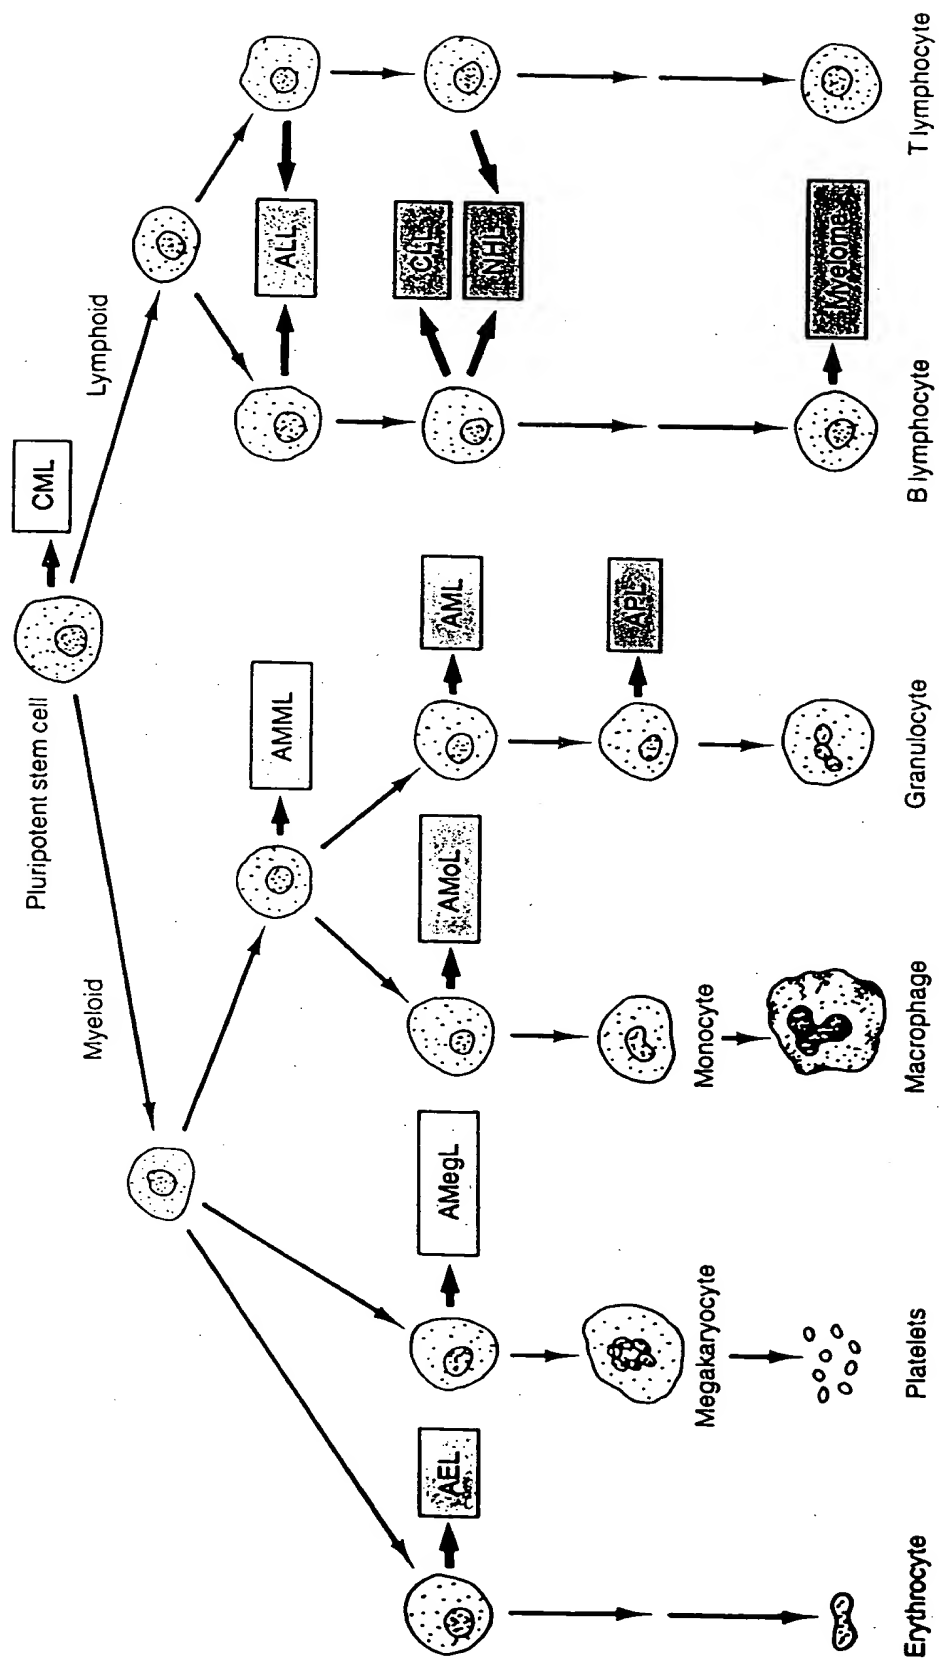 Pluripotent stem cell
CML
Myeloid
Lymphoid
AMML
ALL
AEL
AMegL
AMoL
AML
CLL
NHL
APL
Megakaryocyte
Monocyte
Myeloma
Erythrocyte
Platelets
Macrophage
Granulocyte
B lymphocyte
T lymphocyte